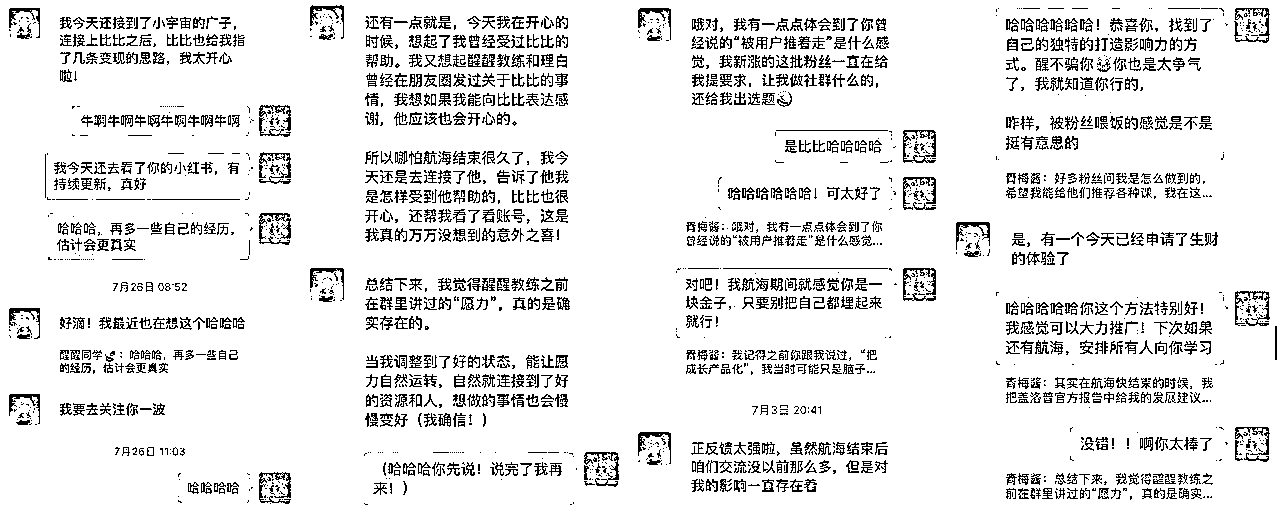 我今天还接到了小宇宙的广子，
连接上比比之后，比比也给我指
了几条变现的思路，我太开心
啦！
牛啊牛啊牛啊牛啊牛啊牛啊
我今天还去看了你的小红书，有
持续更新，真好
哈哈哈，再多一些自己的经历，
估计会更真实
7月26日 08:52
好滴！我最近也在想这个哈哈哈
醒醒同学：哈哈哈，再多一些自己
的经历，估计会更真实
我要去关注你一波
7月26日 11:03
哈哈哈哈
还有一点就是，今天我在开心的
时候，想起了我曾经受过比比的
帮助。我又想起醒醒教练和理白
曾经在朋友圈发过关于比比的事
情，我想如果我能向比比表达感
谢，他应该也会开心的。
所以哪怕航海结束很久了，我今
天还是去连接了他，告诉了他我
是怎样受到他帮助的，比比也很
开心，还帮我看了看账号，这是
我真的万万没想到的意外之喜！
总结下来，我觉得醒醒教练之前
在群里讲过的“愿力”，真的是确
实存在的。
当我调整到了好的状态，能让愿
力自然运转，自然就连接到了好
的资源和人，想做的事情也会慢
慢变好（我确信！）
（哈哈哈你先说！说完了我再
来！）
哦对，我有一点点体会到了你曾
经说的“被用户推着走”是什么感
觉，我新涨的这批粉丝一直在给
我提要求，让我做社群什么的，
还给我出选题
是比比哈哈哈哈
哈哈哈哈哈哈！可太好了
青梅酱：哦对，我有一点点体会到了你
曾经说的“被用户推着走”是什么感觉...
对吧！我航海期间就感觉你是一
块金子，只要别把自己都埋起来
就行！
青梅酱：我记得之前你跟我说过，“把
成长产品化”，我当时可能只是脑子...
7月3日 20:41
正反馈太强啦，虽然航海结束后
咱们交流没以前那么多，但是对
我的影响一直存在着
哈哈哈哈哈哈！恭喜你，找到了
自己的独特的打造影响力的方
式。醒不骗你你也是太争气
了，我就知道你行的，
咋样，被粉丝喂饭的感觉是不是
挺有意思的
青梅酱：好多粉丝问我是怎么做到的，
希望我能给他们推荐各种课，我在这...
是，有一个今天已经申请了生财
的体验了
哈哈哈哈哈你这个方法特别好！
我感觉可以大力推广！下次如果
还有航海，安排所有人向你学习
青梅酱：其实在航海快结束的时候，我
把盖洛普官方报告中给我的发展建议...
没错！！啊你太棒了
青梅酱：总结下来，我觉得醒醒教练之
前在群里讲过的“愿力”，真的是确实...